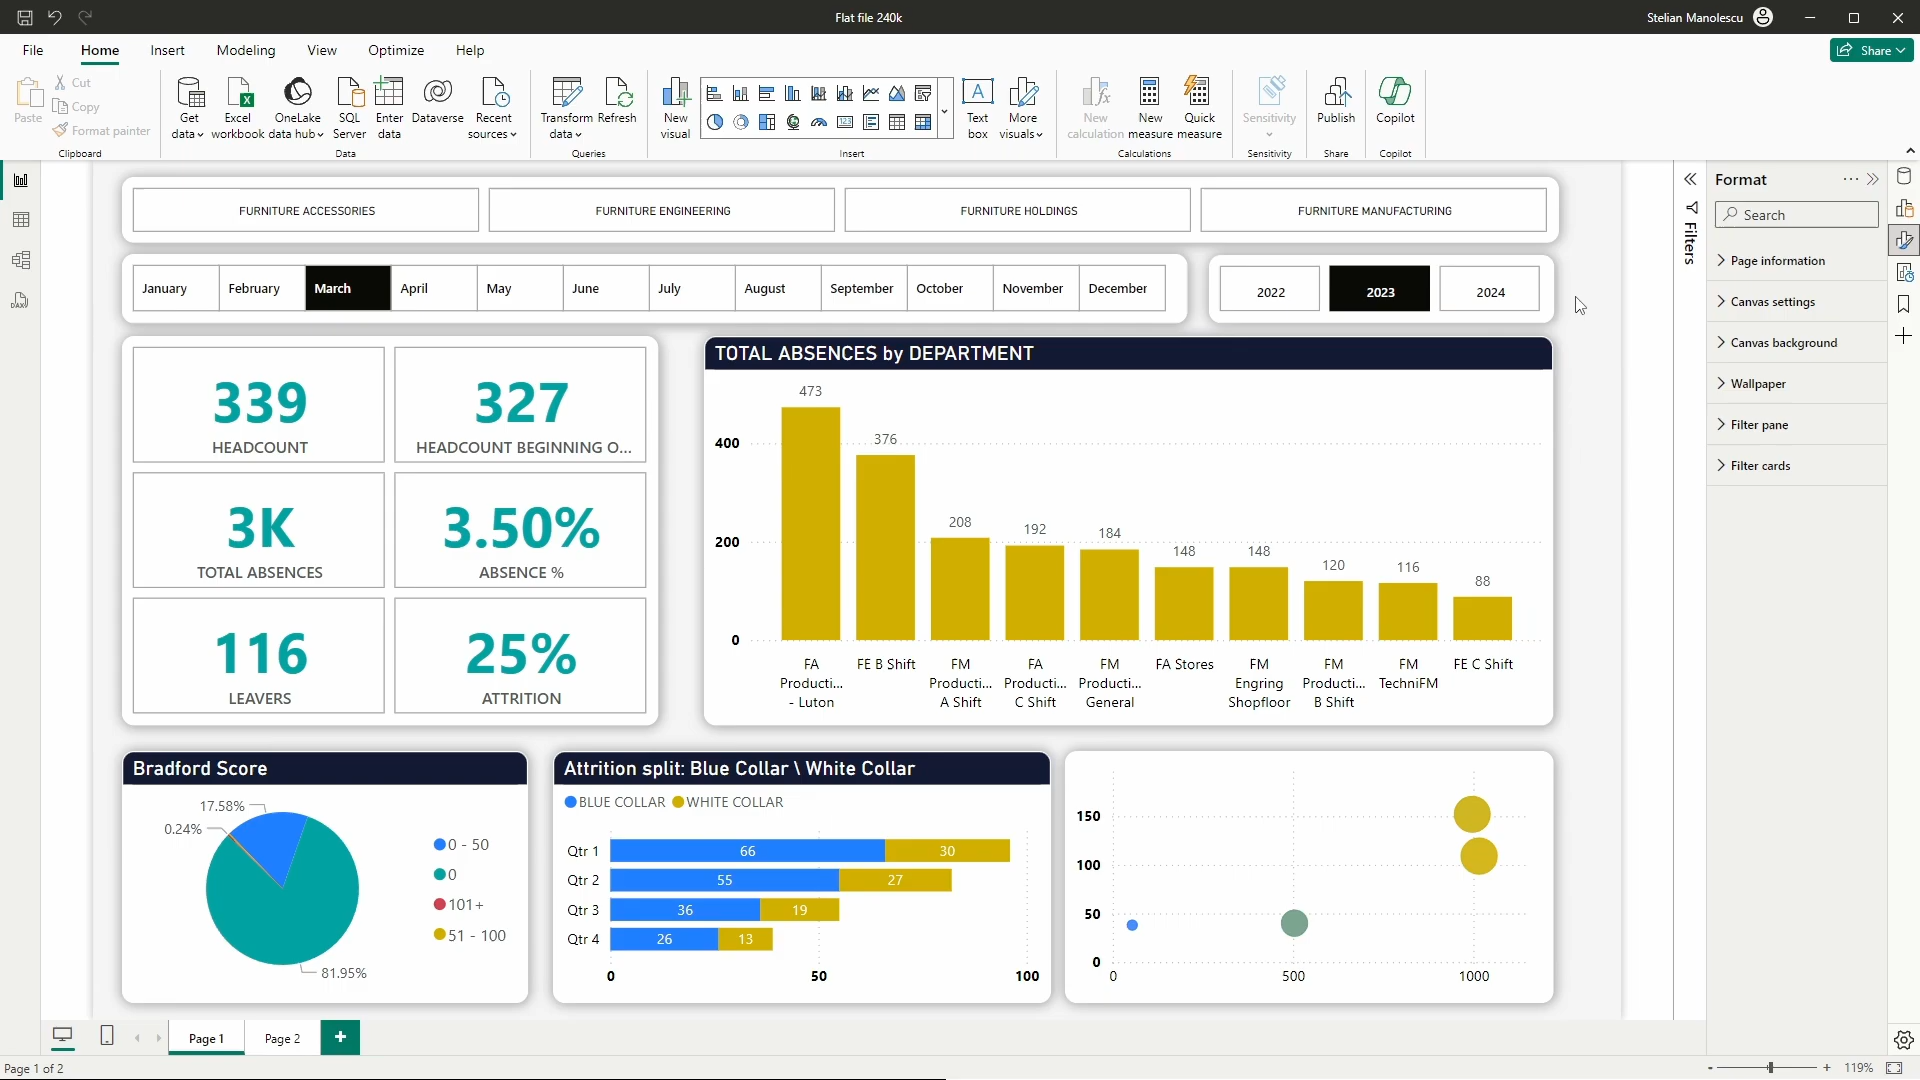 Flat file 240k
Stelian Manolescu
File Home Insert Modeling View Optimize Help
Share
Paste
Cut
Copy
Format painter
Clipboard
Get data
Excel workbook
OneLake data hub
SQL Server
Enter data
Dataverse
Recent sources
Data
Transform data
Refresh
Queries
New visual
Text box
More visuals
Insert
New calculation
New measure
Quick measure
Calculations
Sensitivity
Sensitivity
Publish
Share
Copilot
Copilot
FURNITURE ACCESSORIES
FURNITURE ENGINEERING
FURNITURE HOLDINGS
FURNITURE MANUFACTURING
January February March April May June July August September October November December
2022 2023 2024
339
HEADCOUNT
327
HEADCOUNT BEGINNING O...
3K
TOTAL ABSENCES
3.50%
ABSENCE %
116
LEAVERS
25%
ATTRITION
TOTAL ABSENCES by DEPARTMENT
400
200
0
473
376
208
192
184
148
148
120
116
88
FA Producti... - Luton
FE B Shift
FM Producti... A Shift
FA Producti... C Shift
FM Producti... General
FA Stores
FM Engring Shopfloor
FM Producti... B Shift
FM TechniFM
FE C Shift
Bradford Score
17.58%
0.24%
81.95%
0 - 50
0
101+
51 - 100
Attrition split: Blue Collar \ White Collar
BLUE COLLAR WHITE COLLAR
Qtr 1 66 30
Qtr 2 55 27
Qtr 3 36 19
Qtr 4 26 13
0 50 100
150
100
50
0
0 500 1000
Filters
Format
Search
Page information
Canvas settings
Canvas background
Wallpaper
Filter pane
Filter cards
Page 1
Page 2
+
Page 1 of 2
- + 119%